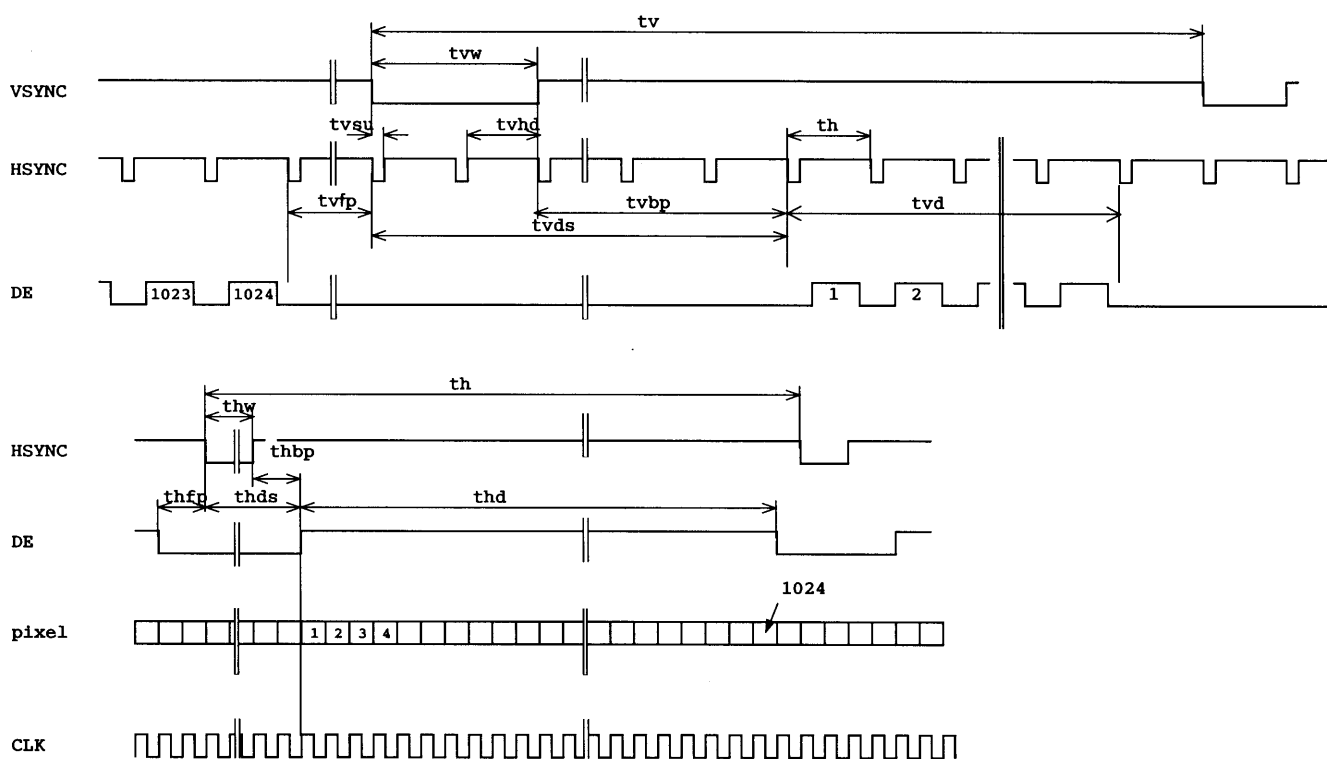 tv
tvw
VSYNC
tvsu
tvhd
th
HSYNC
tvfp
tvbp
tvd
tvds
DE
1023
1024
1
2
th
thw
HSYNC
thbp
thfp
thds
thd
DE
1024
pixel
1 2 3 4
CLK